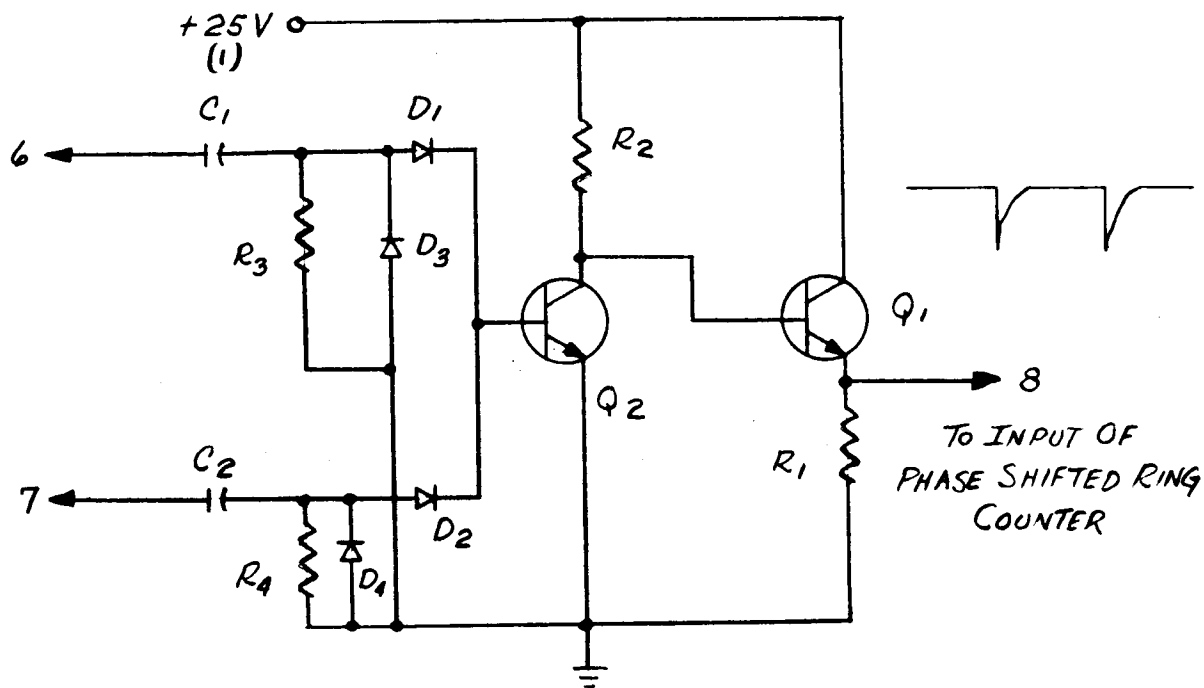 +25V
(1)
C1
D1
6
R2
R3
D3
Q1
Q2
8
C2
7
D2
R4
D4
R1
TO INPUT OF
PHASE SHIFTED RING
COUNTER